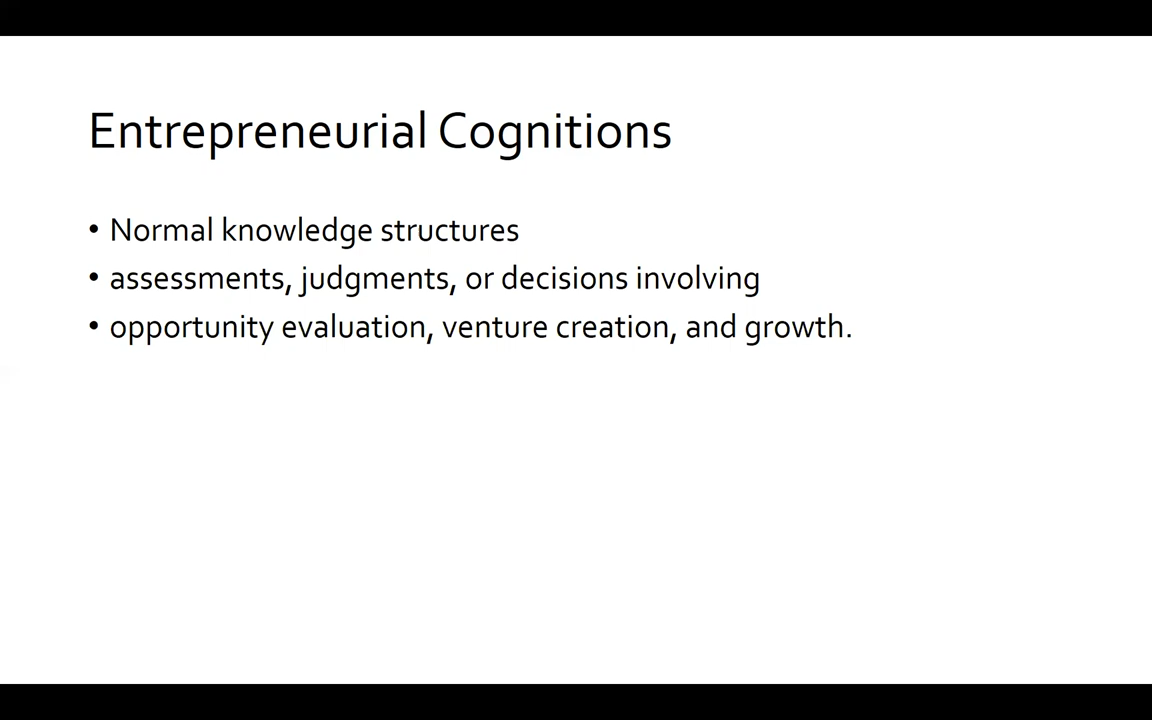 Entrepreneurial Cognitions
• Normal knowledge structures
• assessments, judgments, or decisions involving
• opportunity evaluation, venture creation, and growth.